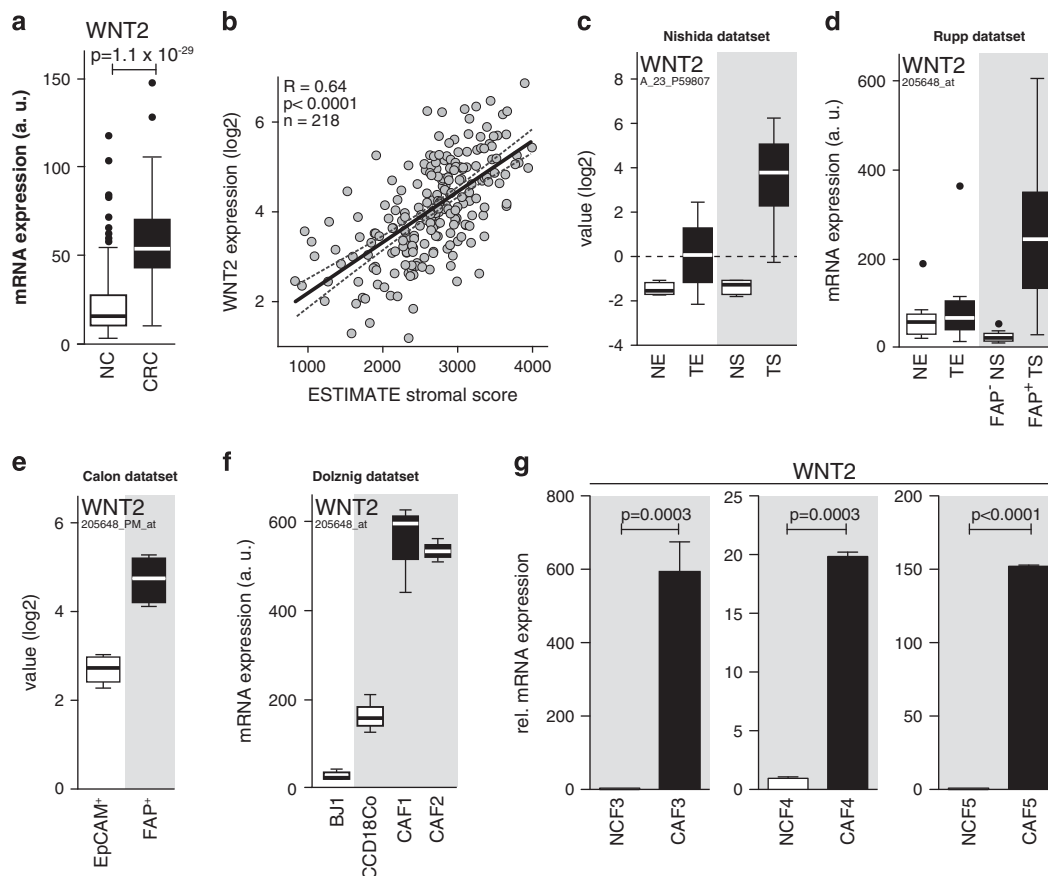 a
WNT2
p=1.1 x 10-29
mRNA expression (a. u.)
150
100
50
0
NC
CRC
b
R = 0.64
p< 0.0001
n = 218
WNT2 expression (log2)
6
4
2
1000
2000
3000
4000
ESTIMATE stromal score
c
Nishida datatset
WNT2
A_23_P59807
value (log2)
8
6
4
2
0
-2
-4
NE
TE
NS
TS
d
Rupp datatset
WNT2
205648_at
mRNA expression (a. u.)
600
400
200
0
NE
TE
FAP- NS
FAP+ TS
e
Calon datatset
WNT2
205648_PM_at
value (log2)
6
4
2
0
EpCAM+
FAP+
f
Dolznig datatset
WNT2
205648_at
mRNA expression (a. u.)
600
400
200
0
BJ1
CCD18Co
CAF1
CAF2
g
WNT2
rel. mRNA expression
800
600
400
200
0
p=0.0003
NCF3
CAF3
25
20
15
10
5
0
p=0.0003
NCF4
CAF4
200
150
100
50
0
p<0.0001
NCF5
CAF5